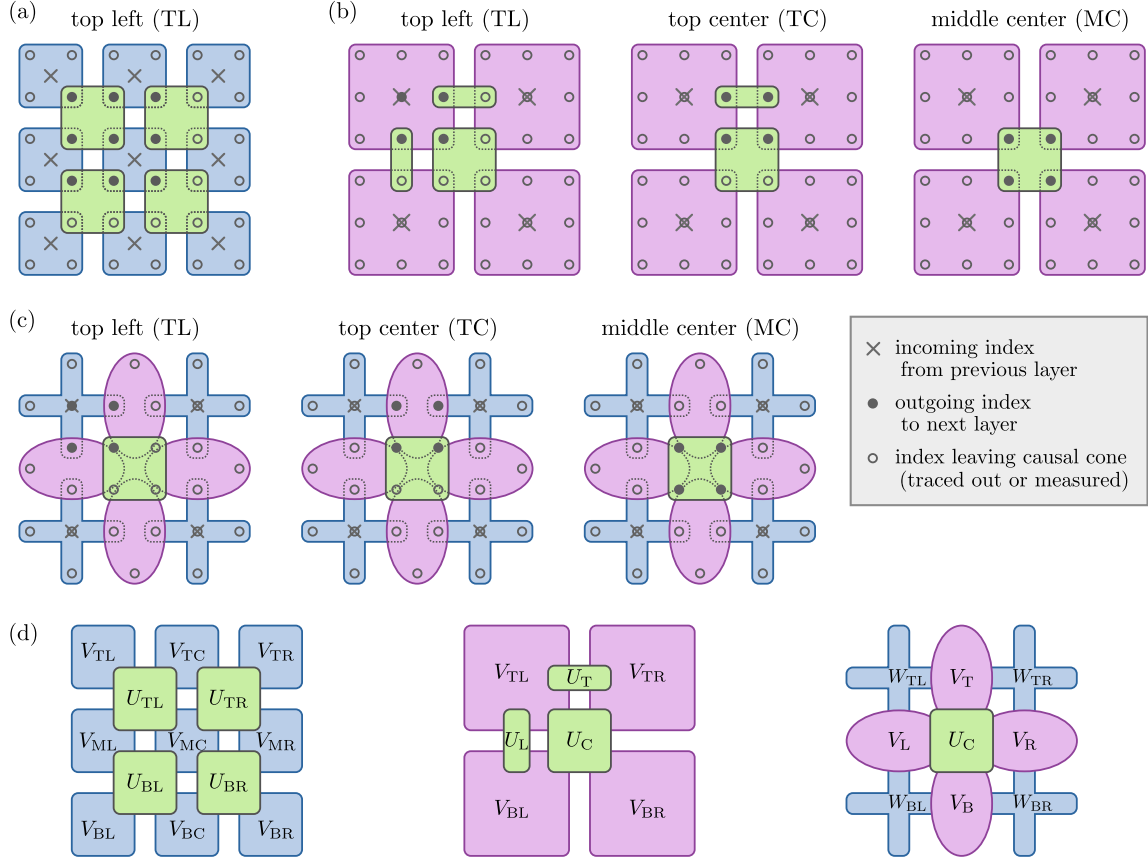 (a)
top left (TL)
(b)
top left (TL)
top center (TC)
middle center (MC)
(c)
top left (TL)
top center (TC)
middle center (MC)
incoming index
from previous layer
outgoing index
to next layer
index leaving causal cone
(traced out or measured)
(d)
V_TL V_TC V_TR
U_TL U_TR
V_ML V_MC V_MR
U_BL U_BR
V_BL V_BC V_BR
V_TL U_T V_TR
U_L U_C
V_BL V_BR
W_TL V_T W_TR
V_L U_C V_R
W_BL V_B W_BR